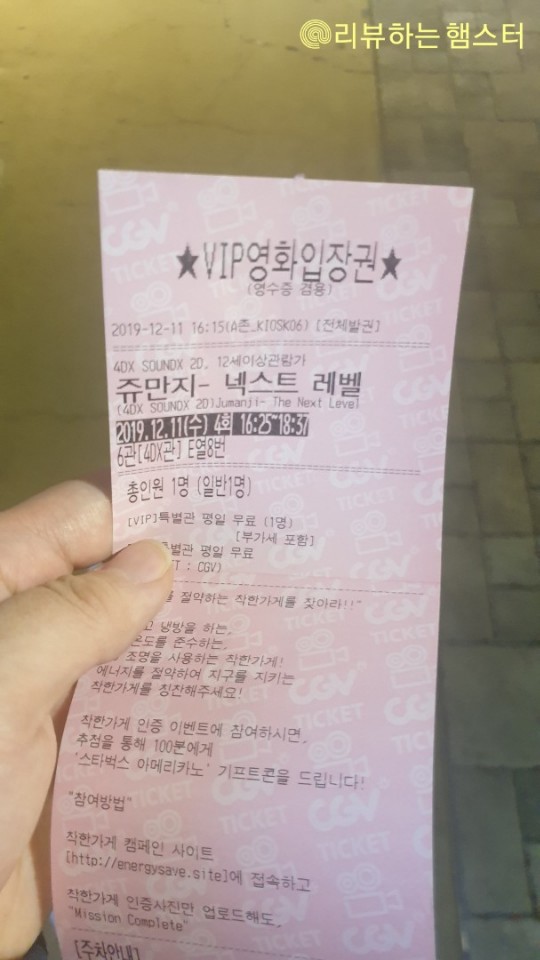 @리뷰하는 햄스터
★VIP영화입장권★
(영수증 겸용)
2019-12-11 16:15(A존_KIOSK06) [전체발권]
4DX SOUNDX 2D, 12세이상관람가
쥬만지- 넥스트 레벨
(4DX SOUNDX 2D)Jumanji- The Next Level
2019.12.11(수) 4회 16:25~18:37
6관[4DX관] E열8번
총인원 1명 (일반1명)
[VIP]특별관 평일 무료 (1명)
[부가세 포함]
특별관 평일 무료
: CGV)
절약하는 착한가게를 찾아라!!"
냉방을 하는,
준수하는,
조명을 사용하는 착한가게!
에너지를 절약하여 지구를 지키는
착한가게를 칭찬해주세요!
착한가게 인증 이벤트에 참여하시면,
추첨을 통해 100분에게
'스타벅스 아메리카노' 기프트콘을 드립니다!
"참여방법"
착한가게 캠페인 사이트
[http://energysave.site]에 접속하고
착한가게 인증사진만 업로드해도,
"Mission Complete"
[주차안내]
CGV
TICKET